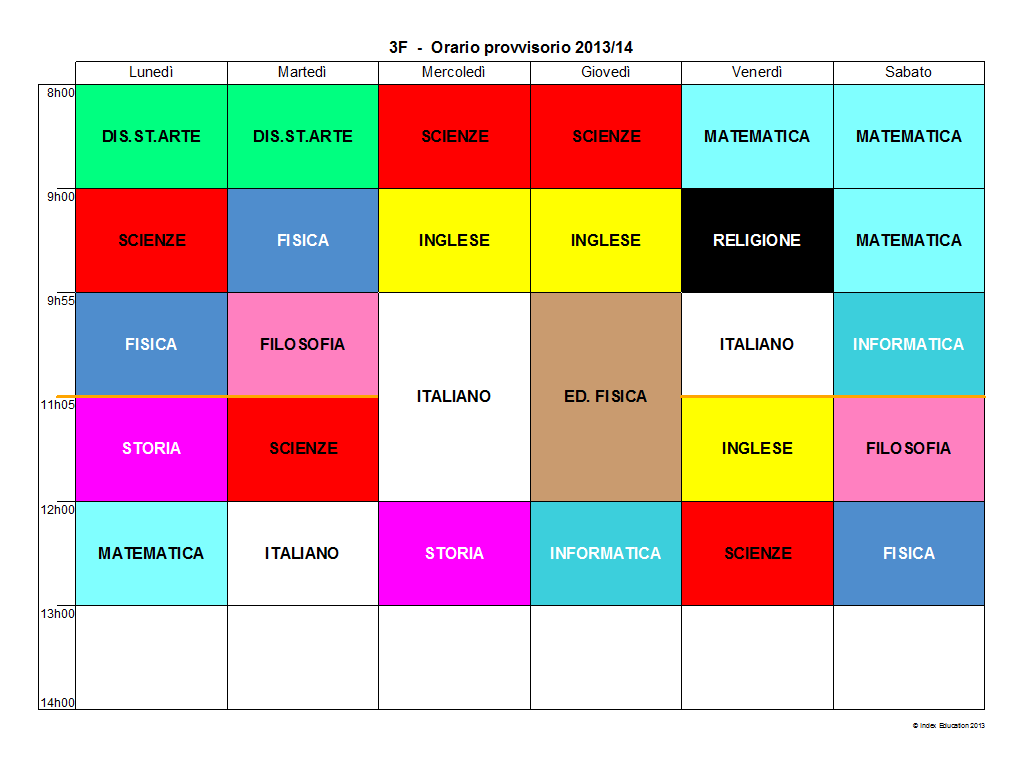 3F - Orario provvisorio 2013/14
Lunedì Martedì Mercoledì Giovedì Venerdì Sabato
8h00
DIS.ST.ARTE DIS.ST.ARTE SCIENZE SCIENZE MATEMATICA MATEMATICA
9h00
SCIENZE FISICA INGLESE INGLESE RELIGIONE MATEMATICA
9h55
FISICA FILOSOFIA ITALIANO INFORMATICA
ITALIANO ED. FISICA
11h05
STORIA SCIENZE INGLESE FILOSOFIA
12h00
MATEMATICA ITALIANO STORIA INFORMATICA SCIENZE FISICA
13h00
14h00
© Index Education 2013